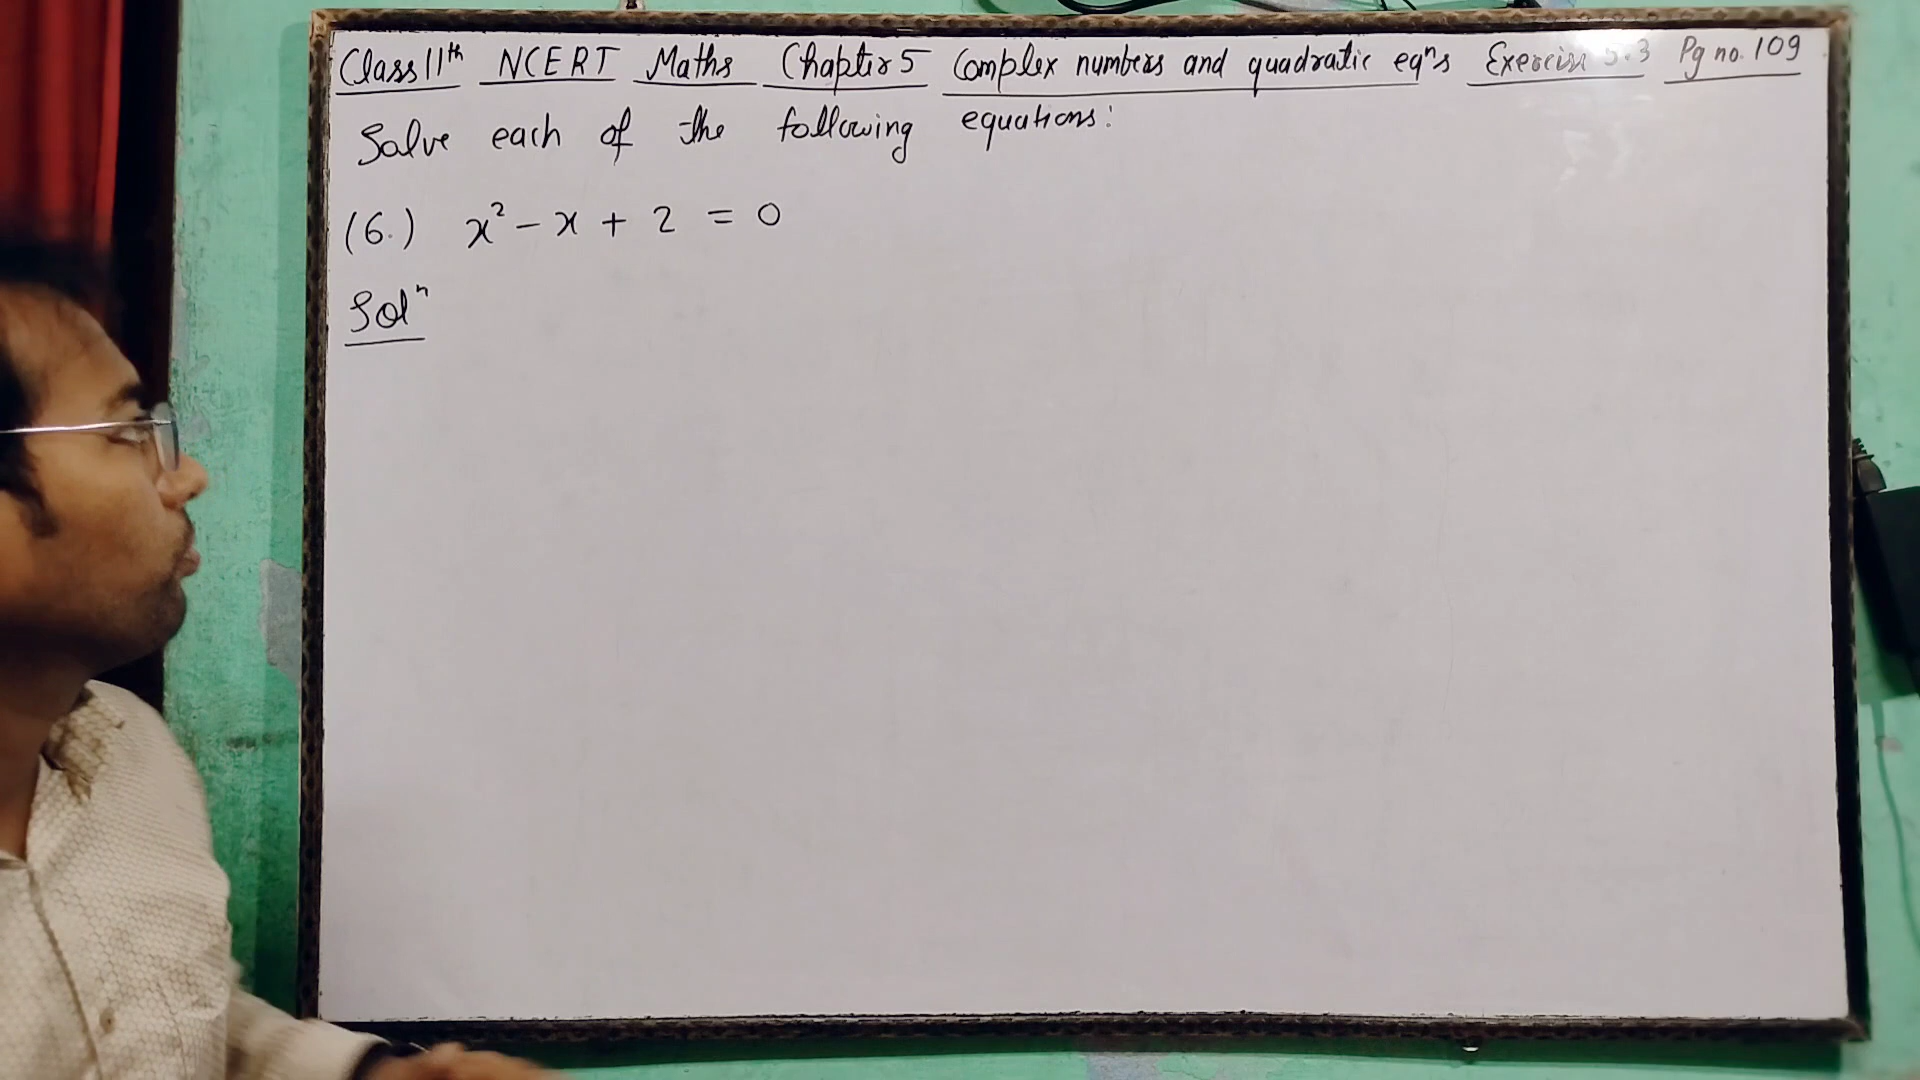 Class 11th NCERT Maths Chapter 5 Complex numbers and quadratic eqns Exercise 5.3 Pg no. 109
Solve each of the following equations:
(6.) x² - x + 2 = 0
Solⁿ